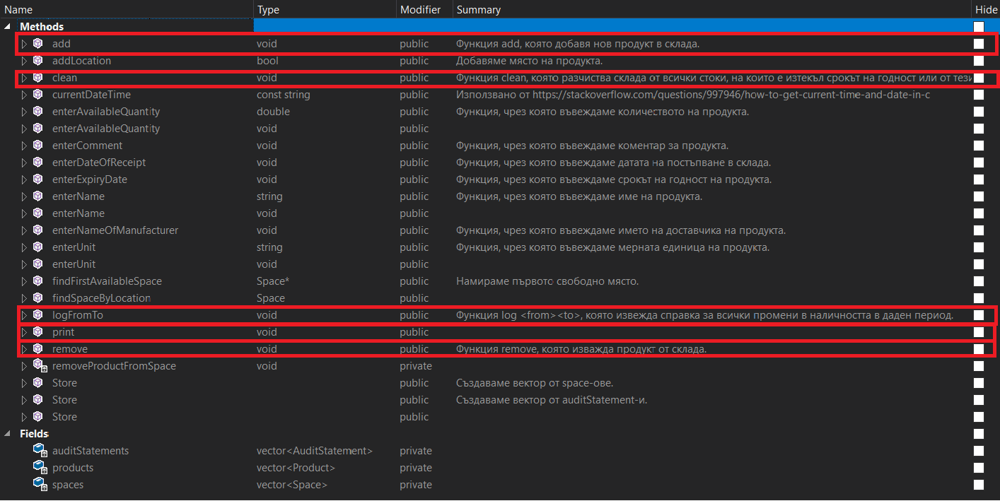 Name Type Modifier Summary Hide
Methods
add void public Функция add, която добавя нов продукт в склада.
addLocation bool public Добавяме място на продукта.
clean void public Функция clean, която разчиства склада от всички стоки, на които е изтекъл срокът на годност или от тези
currentDateTime const string public Използвано от https://stackoverflow.com/questions/997946/how-to-get-current-time-and-date-in-c
enterAvailableQuantity double public Функция, чрез която въвеждаме количеството на продукта.
enterAvailableQuantity void public
enterComment void public Функция, чрез която въвеждаме коментар за продукта.
enterDateOfReceipt void public Функция, чрез която въвеждаме датата на постъпване в склада.
enterExpiryDate void public Функция, чрез която въвеждаме срокът на годност на продукта.
enterName string public Функция, чрез която въвеждаме име на продукта.
enterName void public
enterNameOfManufacturer void public Функция, чрез която въвеждаме името на доставчика на продукта.
enterUnit string public Функция, чрез която въвеждаме мерната единица на продукта.
enterUnit void public
findFirstAvailableSpace Space* public Намираме първото свободно място.
findSpaceByLocation Space public
logFromTo void public Функция log <from><to>, която извежда справка за всички промени в наличността в даден период.
print void public
remove void public Функция remove, която изважда продукт от склада.
removeProductFromSpace void private
Store public Създаваме вектор от space-ове.
Store public Създаваме вектор от auditStatement-и.
Store public
Fields
auditStatements vector<AuditStatement> private
products vector<Product> private
spaces vector<Space> private